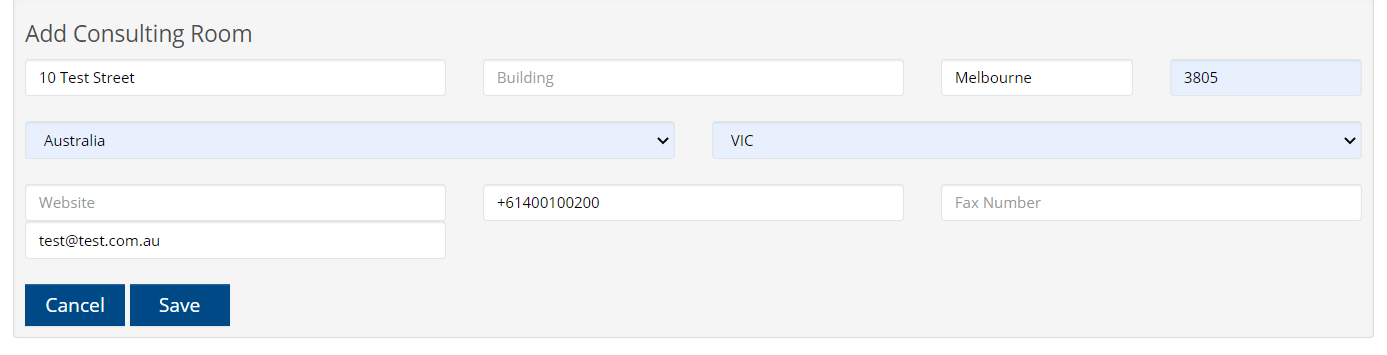 Add Consulting Room
10 Test Street Building Melbourne 3805
Australia VIC
Website +61400100200 Fax Number
test@test.com.au
Cancel Save